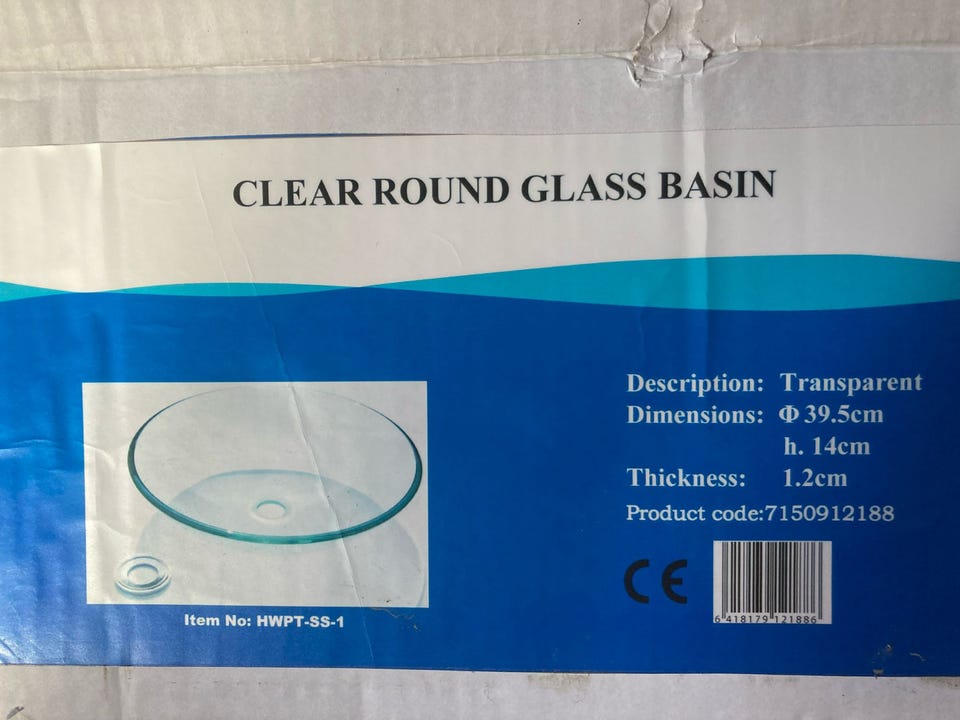 CLEAR ROUND GLASS BASIN
Description: Transparent
Dimensions: Φ 39.5cm
h. 14cm
Thickness: 1.2cm
Product code:7150912188
CE
6 418179 121886
Item No: HWPT-SS-1